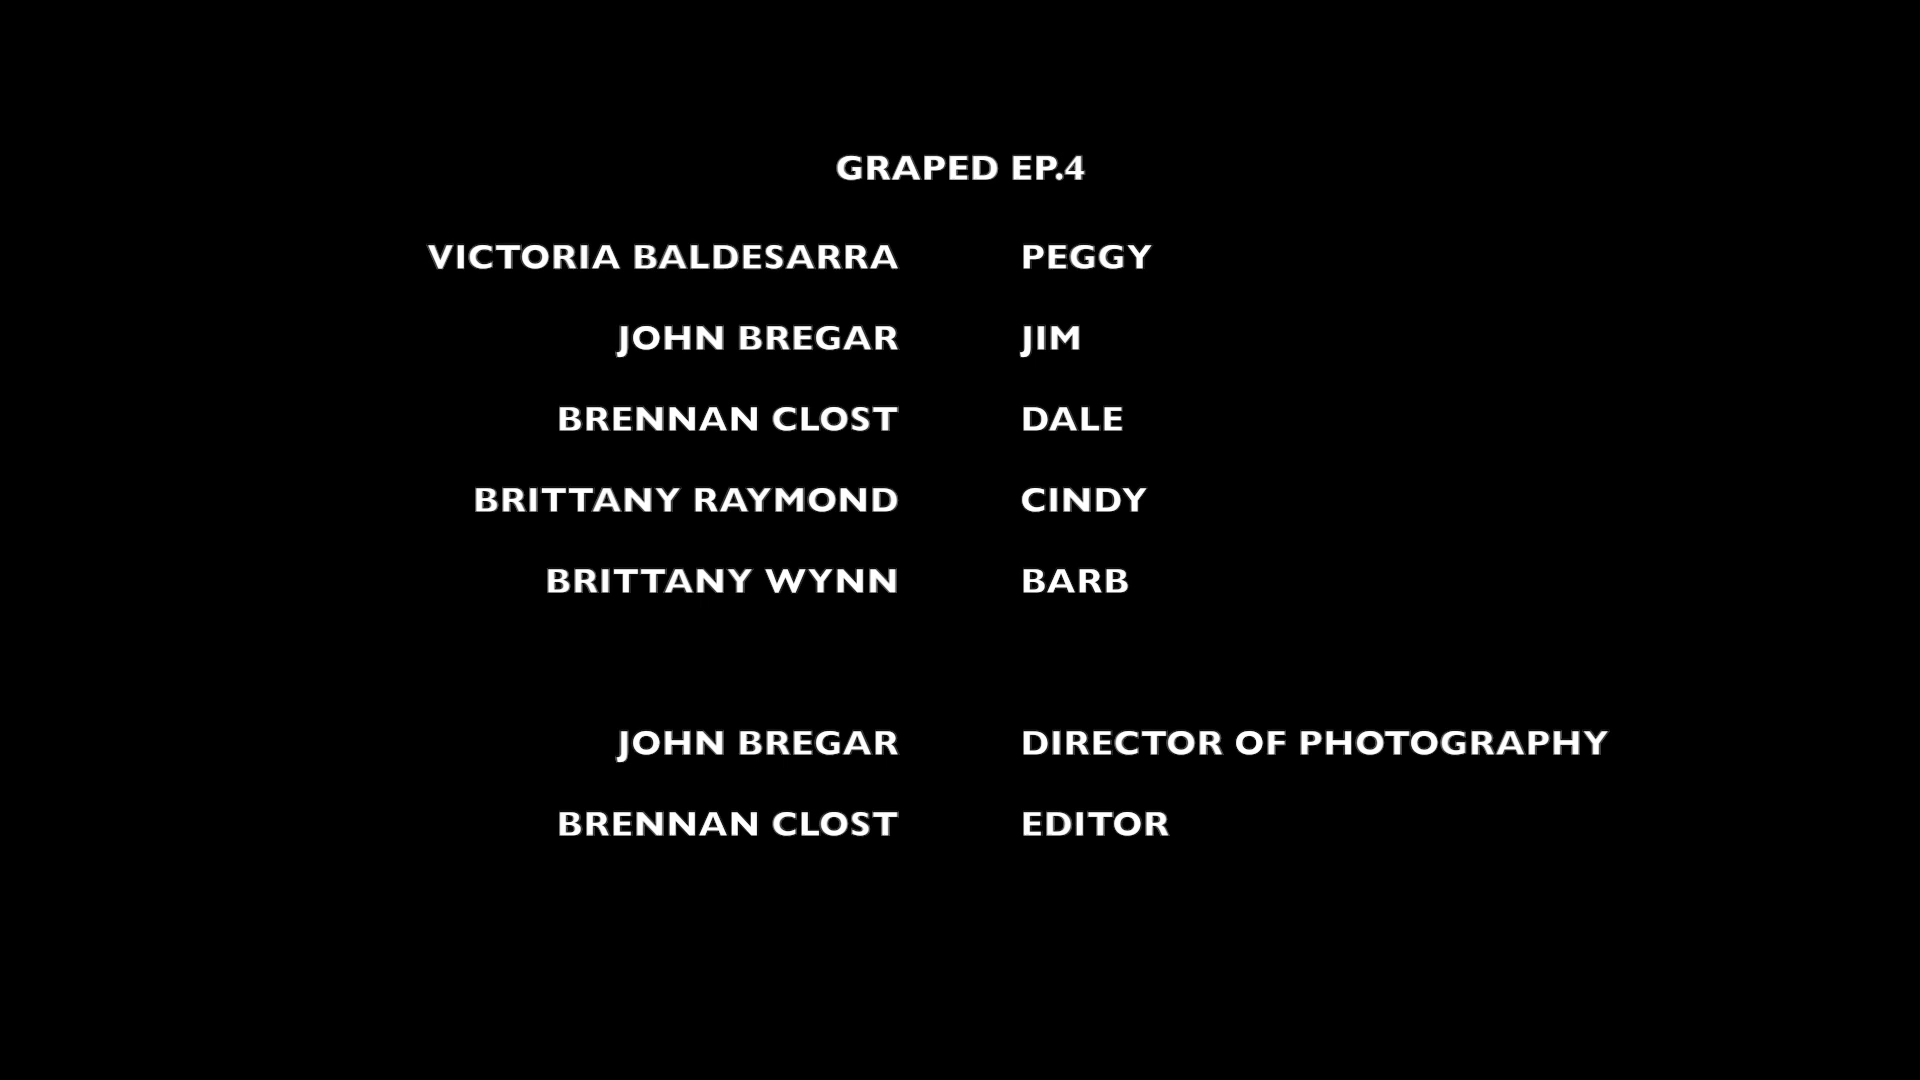 GRAPED EP.4
VICTORIA BALDESARRA PEGGY
JOHN BREGAR JIM
BRENNAN CLOST DALE
BRITTANY RAYMOND CINDY
BRITTANY WYNN BARB
JOHN BREGAR DIRECTOR OF PHOTOGRAPHY
BRENNAN CLOST EDITOR